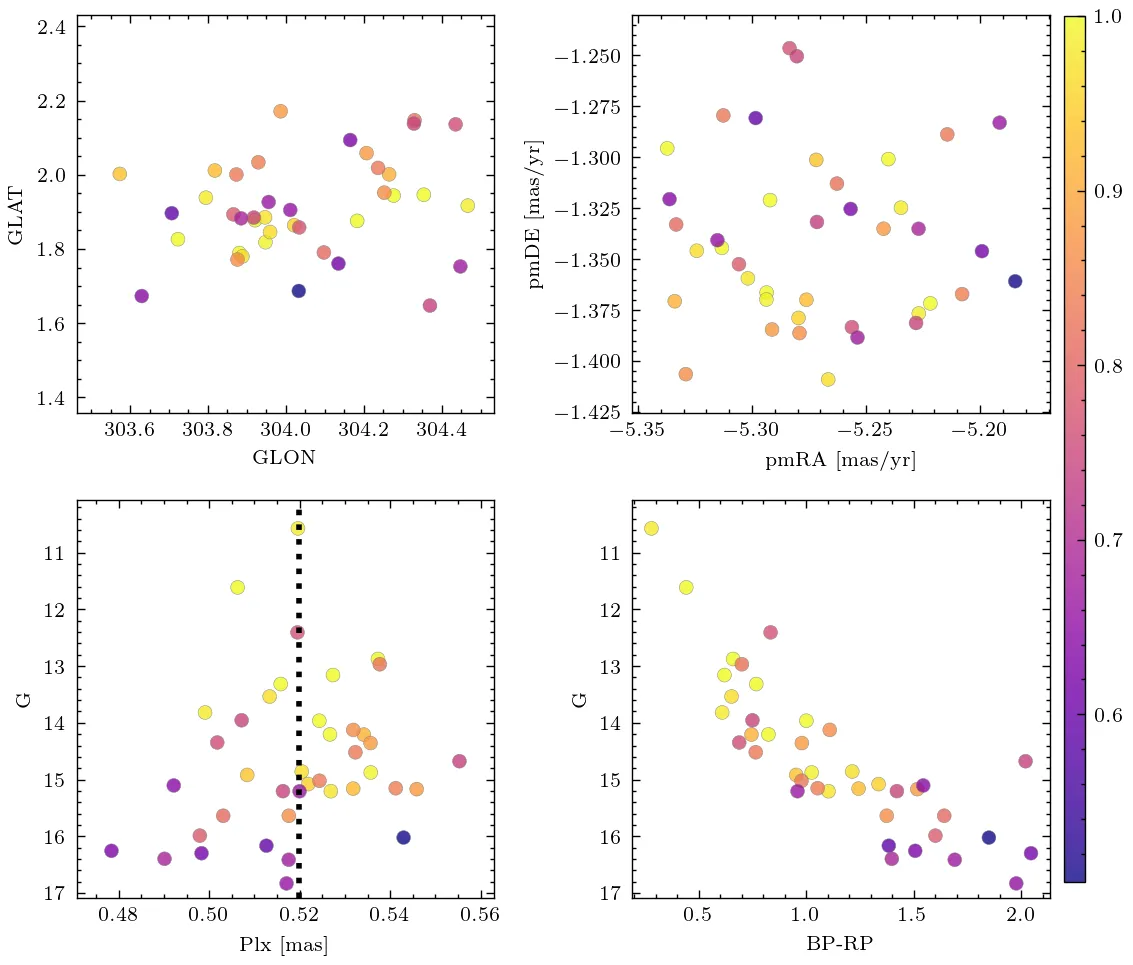 2.4
2.2
2.0
1.8
1.6
1.4
GLAT
303.6 303.8 304.0 304.2 304.4
GLON
−1.250
−1.275
−1.300
−1.325
−1.350
−1.375
−1.400
−1.425
pmDE [mas/yr]
−5.35 −5.30 −5.25 −5.20
pmRA [mas/yr]
1.0
0.9
0.8
0.7
0.6
11
12
13
14
15
16
17
G
0.48 0.50 0.52 0.54 0.56
Plx [mas]
11
12
13
14
15
16
17
G
0.5 1.0 1.5 2.0
BP-RP